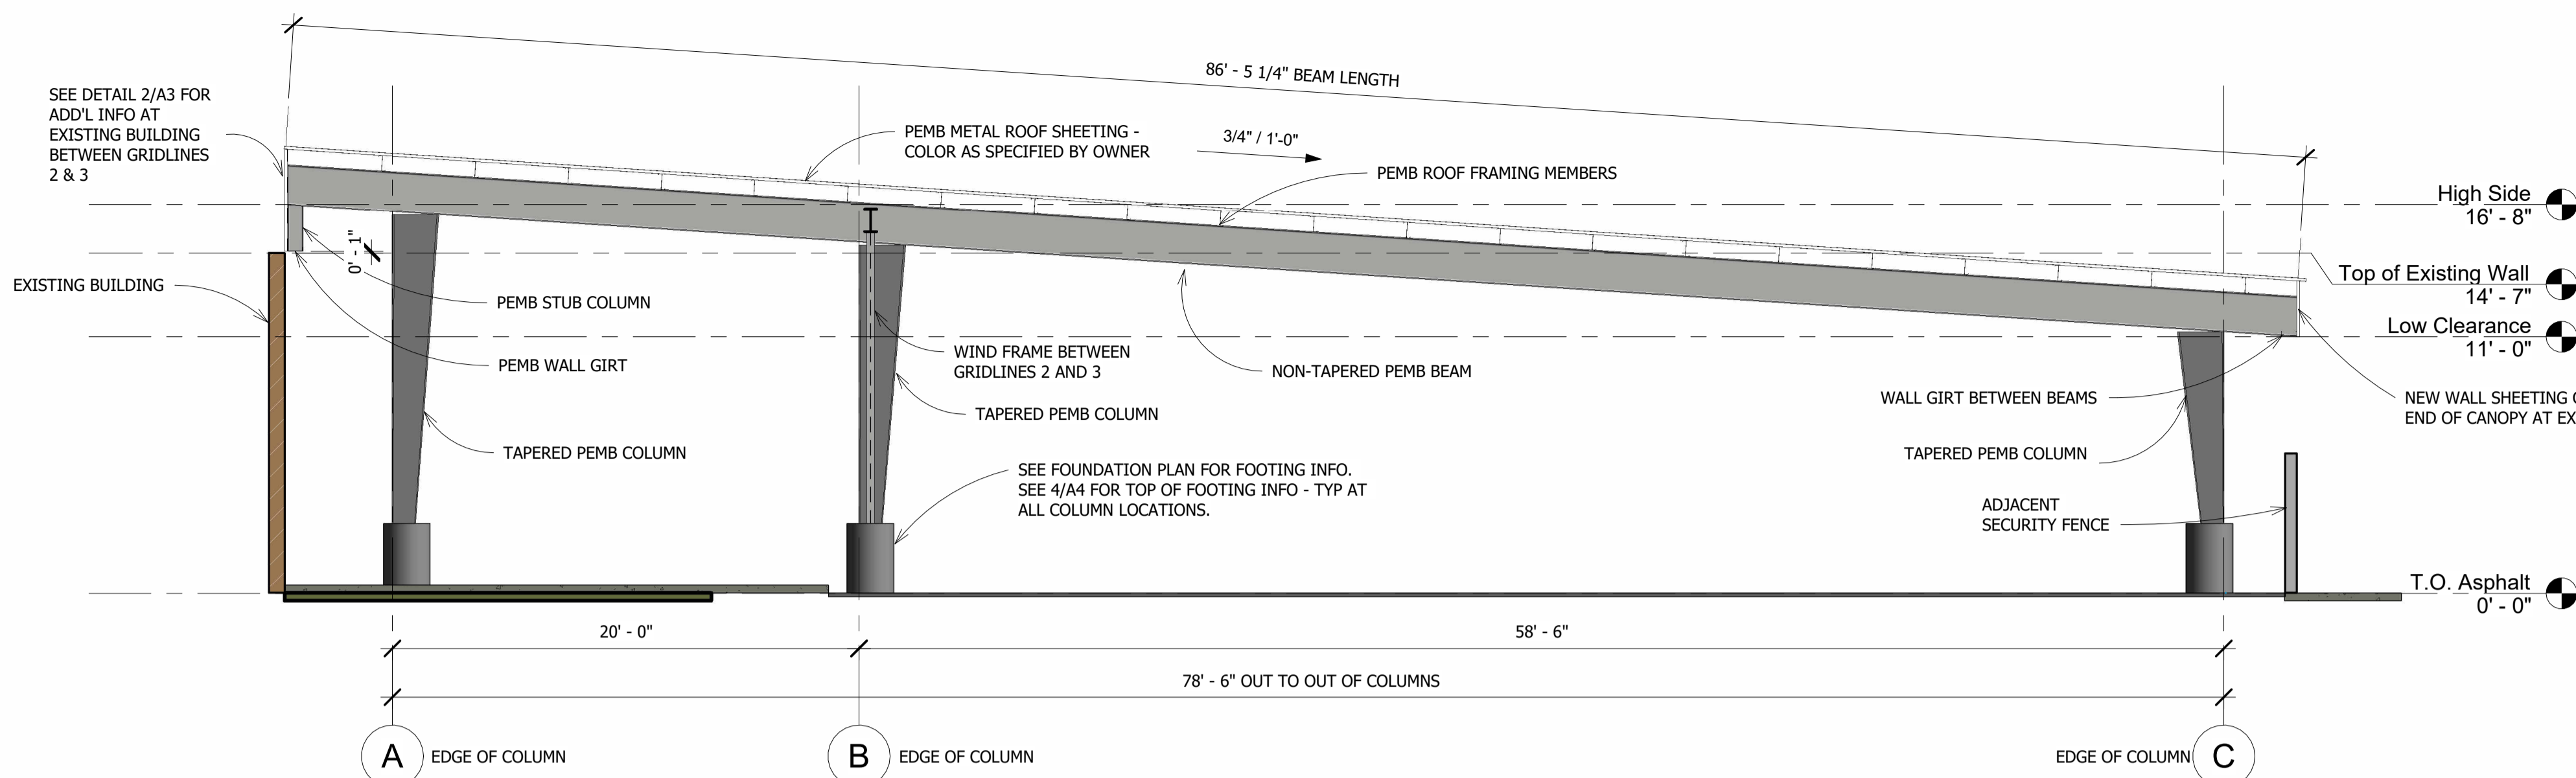 86' - 5 1/4" BEAM LENGTH
SEE DETAIL 2/A3 FOR
ADD'L INFO AT
EXISTING BUILDING
BETWEEN GRIDLINES
2 & 3
PEMB METAL ROOF SHEETING -
COLOR AS SPECIFIED BY OWNER
3/4" / 1'-0"
PEMB ROOF FRAMING MEMBERS
High Side
16' - 8"
0' - 1"
Top of Existing Wall
14' - 7"
EXISTING BUILDING
PEMB STUB COLUMN
Low Clearance
11' - 0"
PEMB WALL GIRT
WIND FRAME BETWEEN
GRIDLINES 2 AND 3
NON-TAPERED PEMB BEAM
WALL GIRT BETWEEN BEAMS
NEW WALL SHEETING
END OF CANOPY AT EX
TAPERED PEMB COLUMN
TAPERED PEMB COLUMN
TAPERED PEMB COLUMN
SEE FOUNDATION PLAN FOR FOOTING INFO.
SEE 4/A4 FOR TOP OF FOOTING INFO - TYP AT
ALL COLUMN LOCATIONS.
ADJACENT
SECURITY FENCE
T.O. Asphalt
0' - 0"
20' - 0"
58' - 6"
78' - 6" OUT TO OUT OF COLUMNS
A EDGE OF COLUMN
B EDGE OF COLUMN
EDGE OF COLUMN C